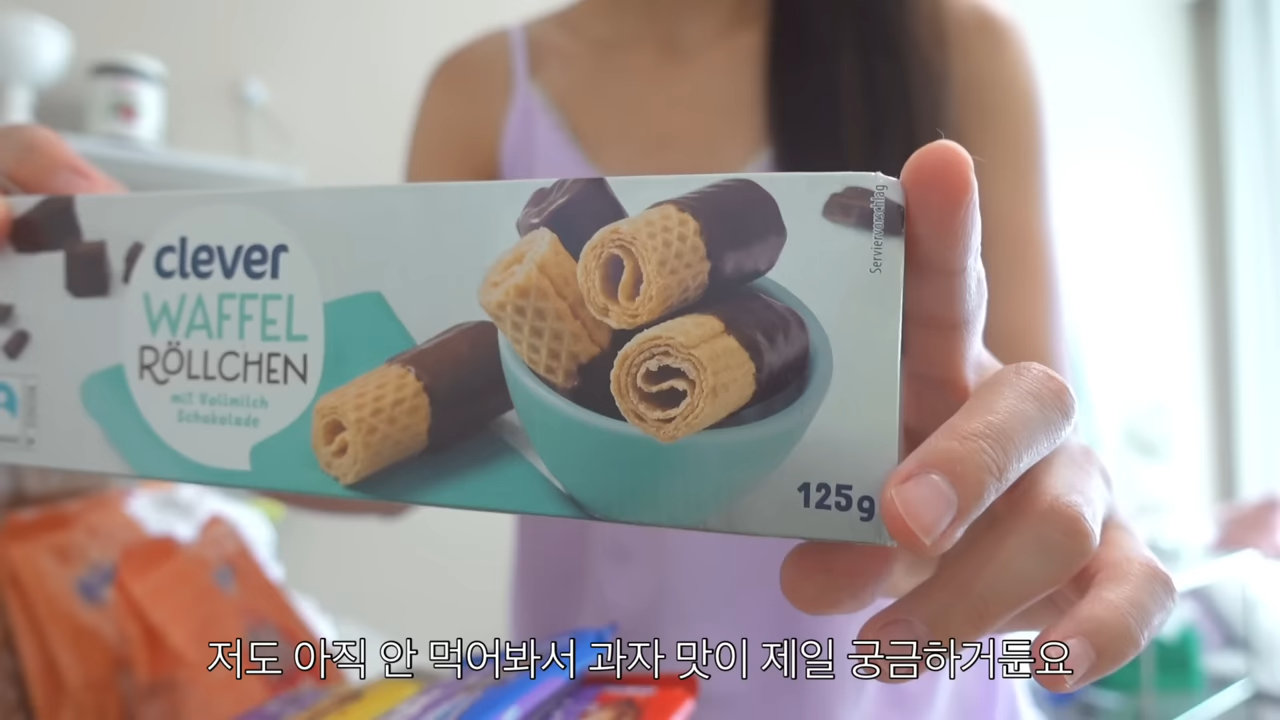 clever
WAFFEL
RÖLLCHEN
mit Vollmilch
Schokolade
125g
저도 아직 안 먹어봐서 과자 맛이 제일 궁금하거든요